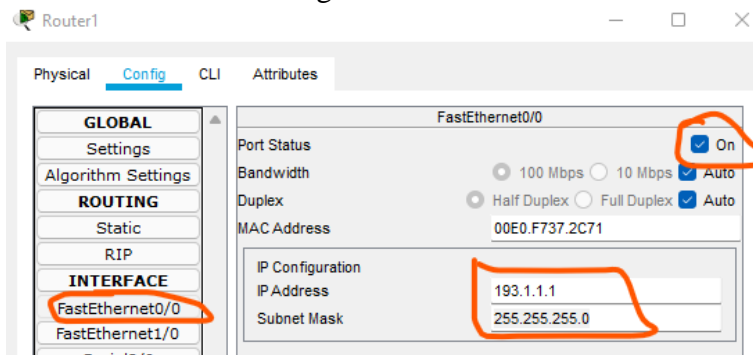 Router1
Physical Config CLI Attributes
GLOBAL
Settings
Algorithm Settings
ROUTING
Static
RIP
INTERFACE
FastEthernet0/0
FastEthernet1/0
FastEthernet0/0
Port Status On
Bandwidth 100 Mbps 10 Mbps Auto
Duplex Half Duplex Full Duplex Auto
MAC Address 00E0.F737.2C71
IP Configuration
IP Address 193.1.1.1
Subnet Mask 255.255.255.0